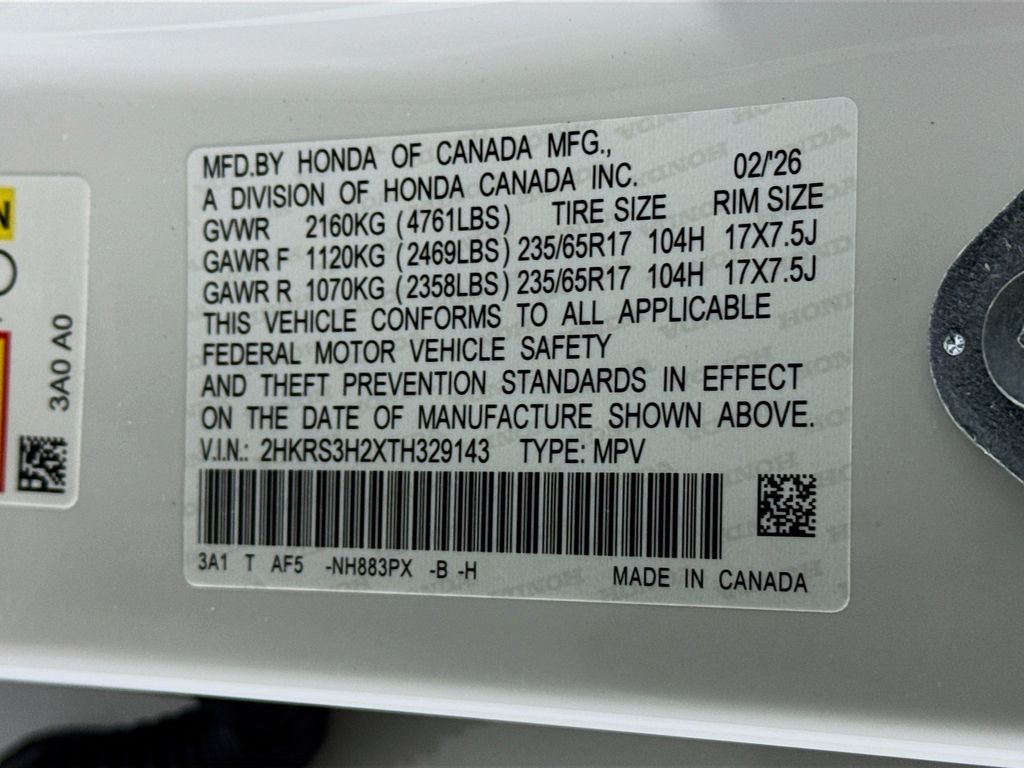 MFD.BY HONDA OF CANADA MFG.,
A DIVISION OF HONDA CANADA INC. 02/'26
GVWR 2160KG (4761LBS) TIRE SIZE RIM SIZE
GAWR F 1120KG (2469LBS) 235/65R17 104H 17X7.5J
GAWR R 1070KG (2358LBS) 235/65R17 104H 17X7.5J
THIS VEHICLE CONFORMS TO ALL APPLICABLE
FEDERAL MOTOR VEHICLE SAFETY
AND THEFT PREVENTION STANDARDS IN EFFECT
ON THE DATE OF MANUFACTURE SHOWN ABOVE.
V.I.N.: 2HKRS3H2XTH329143 TYPE: MPV
3A1 T AF5 -NH883PX -B -H
MADE IN CANADA
3A0 A0